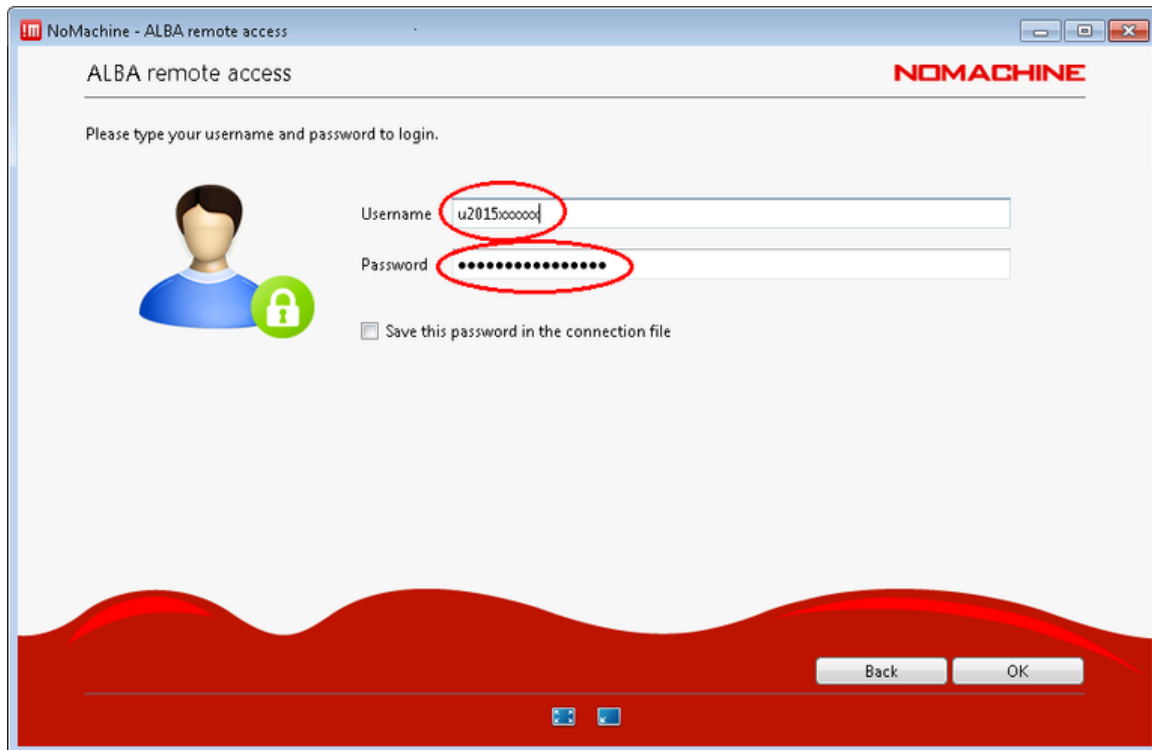 NoMachine - ALBA remote access
ALBA remote access
NOMACHINE
Please type your username and password to login.
Username
u2015xxxxxx
Password
••••••••••••••••
Save this password in the connection file
Back
OK